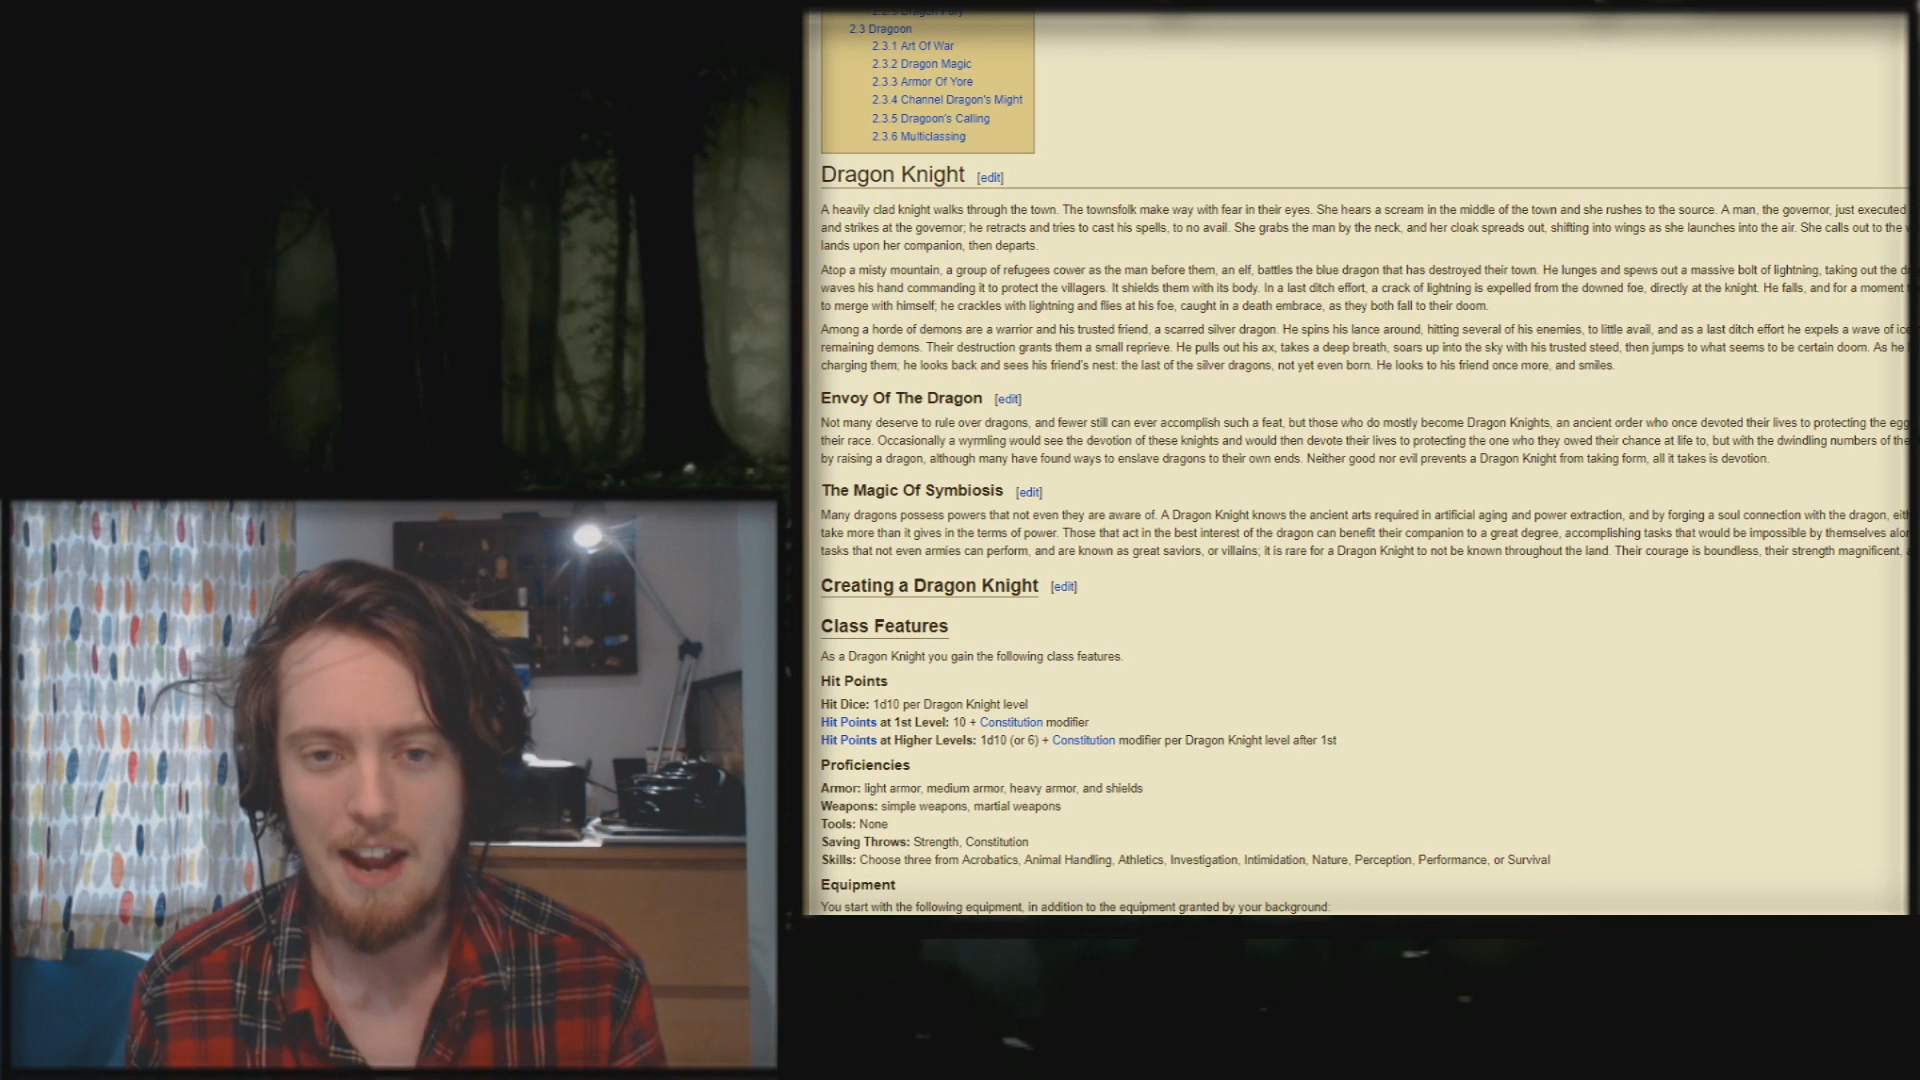 2.2.5 Dragon Fury
2.3 Dragoon
2.3.1 Art Of War
2.3.2 Dragon Magic
2.3.3 Armor Of Yore
2.3.4 Channel Dragon's Might
2.3.5 Dragoon's Calling
2.3.6 Multiclassing
Dragon Knight [edit]
A heavily clad knight walks through the town. The townsfolk make way with fear in their eyes. She hears a scream in the middle of the town and she rushes to the source. A man, the governor, just executed
and strikes at the governor; he retracts and tries to cast his spells, to no avail. She grabs the man by the neck, and her cloak spreads out, shifting into wings as she launches into the air. She calls out to the
lands upon her companion, then departs.
Atop a misty mountain, a group of refugees cower as the man before them, an elf, battles the blue dragon that has destroyed their town. He lunges and spews out a massive bolt of lightning, taking out the
waves his hand commanding it to protect the villagers. It shields them with its body. In a last ditch effort, a crack of lightning is expelled from the downed foe, directly at the knight. He falls, and for a moment
to merge with himself; he crackles with lightning and flies at his foe, caught in a death embrace, as they both fall to their doom.
Among a horde of demons are a warrior and his trusted friend, a scarred silver dragon. He spins his lance around, hitting several of his enemies, to little avail, and as a last ditch effort he expels a wave of ice
remaining demons. Their destruction grants them a small reprieve. He pulls out his ax, takes a deep breath, soars up into the sky with his trusted steed, then jumps to what seems to be certain doom. As he
charging them; he looks back and sees his friend's nest: the last of the silver dragons, not yet even born. He looks to his friend once more, and smiles.
Envoy Of The Dragon [edit]
Not many deserve to rule over dragons, and fewer still can ever accomplish such a feat, but those who do mostly become Dragon Knights, an ancient order who once devoted their lives to protecting the
their race. Occasionally a wyrmling would see the devotion of these knights and would then devote their lives to protecting the one who they owed their chance at life to, but with the dwindling numbers of the
by raising a dragon, although many have found ways to enslave dragons to their own ends. Neither good nor evil prevents a Dragon Knight from taking form, all it takes is devotion.
The Magic Of Symbiosis [edit]
Many dragons possess powers that not even they are aware of. A Dragon Knight knows the ancient arts required in artificial aging and power extraction, and by forging a soul connection with the dragon,
take more than it gives in the terms of power. Those that act in the best interest of the dragon can benefit their companion to a great degree, accomplishing tasks that would be impossible by themselves
tasks that not even armies can perform, and are known as great saviors, or villains; it is rare for a Dragon Knight to not be known throughout the land. Their courage is boundless, their strength magnificent,
Creating a Dragon Knight [edit]
Class Features
As a Dragon Knight you gain the following class features.
Hit Points
Hit Dice: 1d10 per Dragon Knight level
Hit Points at 1st Level: 10 + Constitution modifier
Hit Points at Higher Levels: 1d10 (or 6) + Constitution modifier per Dragon Knight level after 1st
Proficiencies
Armor: light armor, medium armor, heavy armor, and shields
Weapons: simple weapons, martial weapons
Tools: None
Saving Throws: Strength, Constitution
Skills: Choose three from Acrobatics, Animal Handling, Athletics, Investigation, Intimidation, Nature, Perception, Performance, or Survival
Equipment
You start with the following equipment, in addition to the equipment granted by your background: